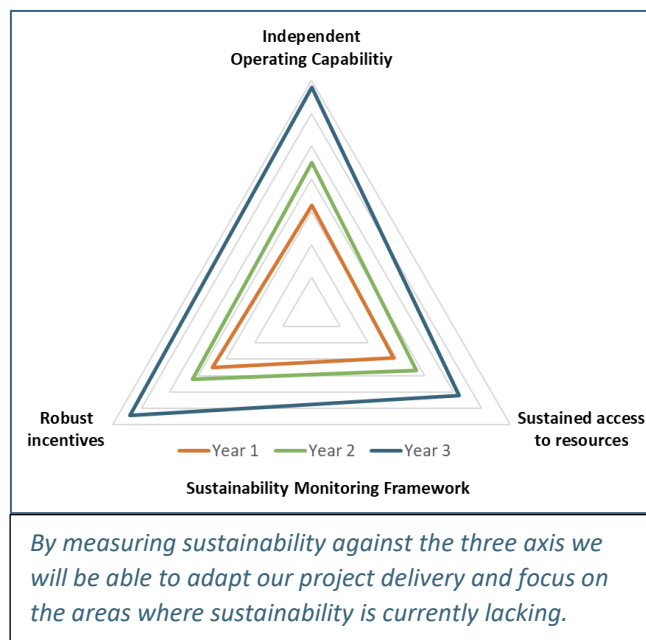 Independent
Operating Capabilitiy
Robust
incentives
Sustained access
to resources
Year 1
Year 2
Year 3
Sustainability Monitoring Framework
By measuring sustainability against the three axis we
will be able to adapt our project delivery and focus on
the areas where sustainability is currently lacking.